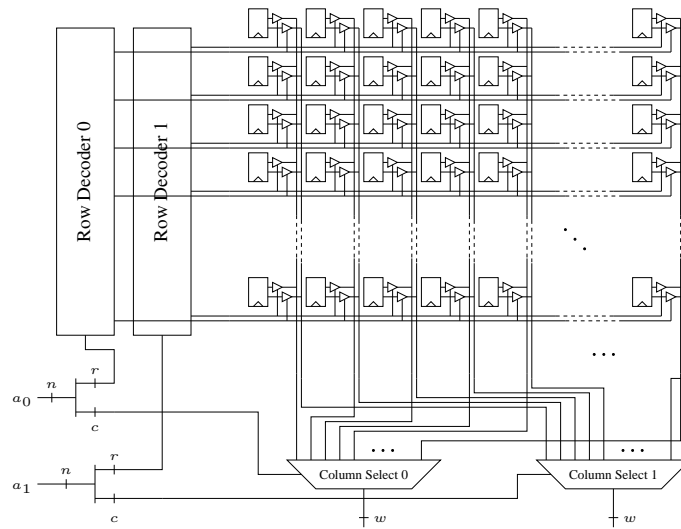 Row Decoder 0
Row Decoder 1
r
a0 n
c
r
a1 n
c
Column Select 0
Column Select 1
w
w